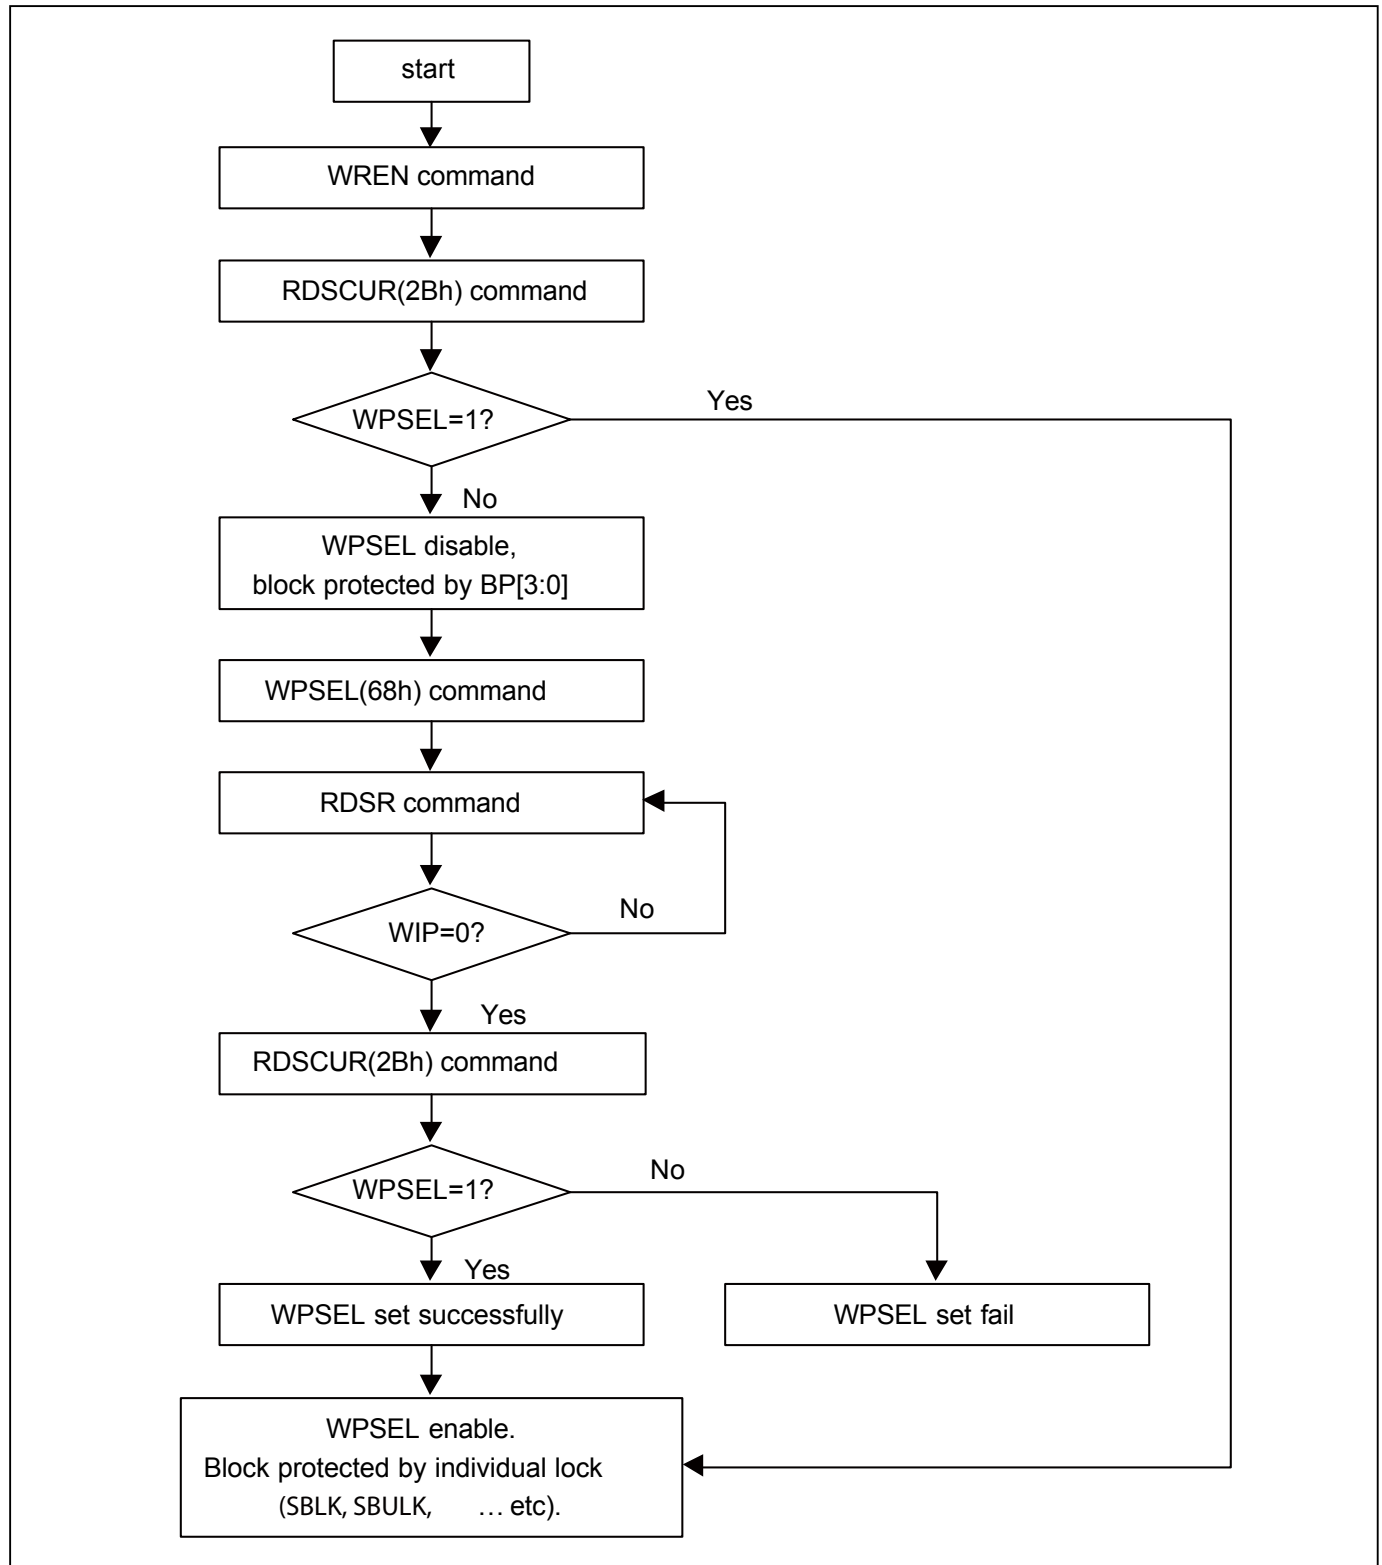 start
WREN command
RDSCUR(2Bh) command
WPSEL=1?
Yes
No
WPSEL disable,
block protected by BP[3:0]
WPSEL(68h) command
RDSR command
WIP=0?
No
Yes
RDSCUR(2Bh) command
WPSEL=1?
No
Yes
WPSEL set successfully
WPSEL set fail
WPSEL enable.
Block protected by individual lock
(SBLK, SBULK, … etc).